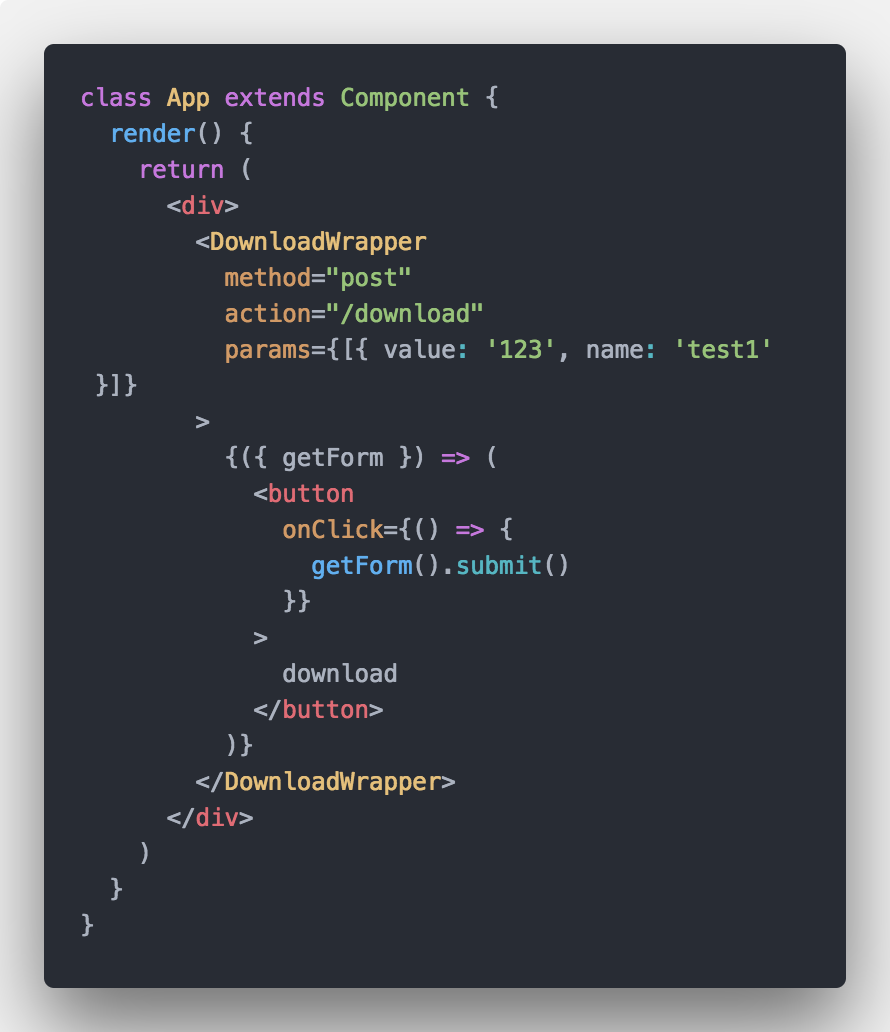 class App extends Component {
  render() {
    return (
      <div>
        <DownloadWrapper
          method="post"
          action="/download"
          params={[{ value: '123', name: 'test1'
 }]}
        >
          {({ getForm }) => (
            <button
              onClick={() => {
                getForm().submit()
              }}
            >
              download
            </button>
          )}
        </DownloadWrapper>
      </div>
    )
  }
}